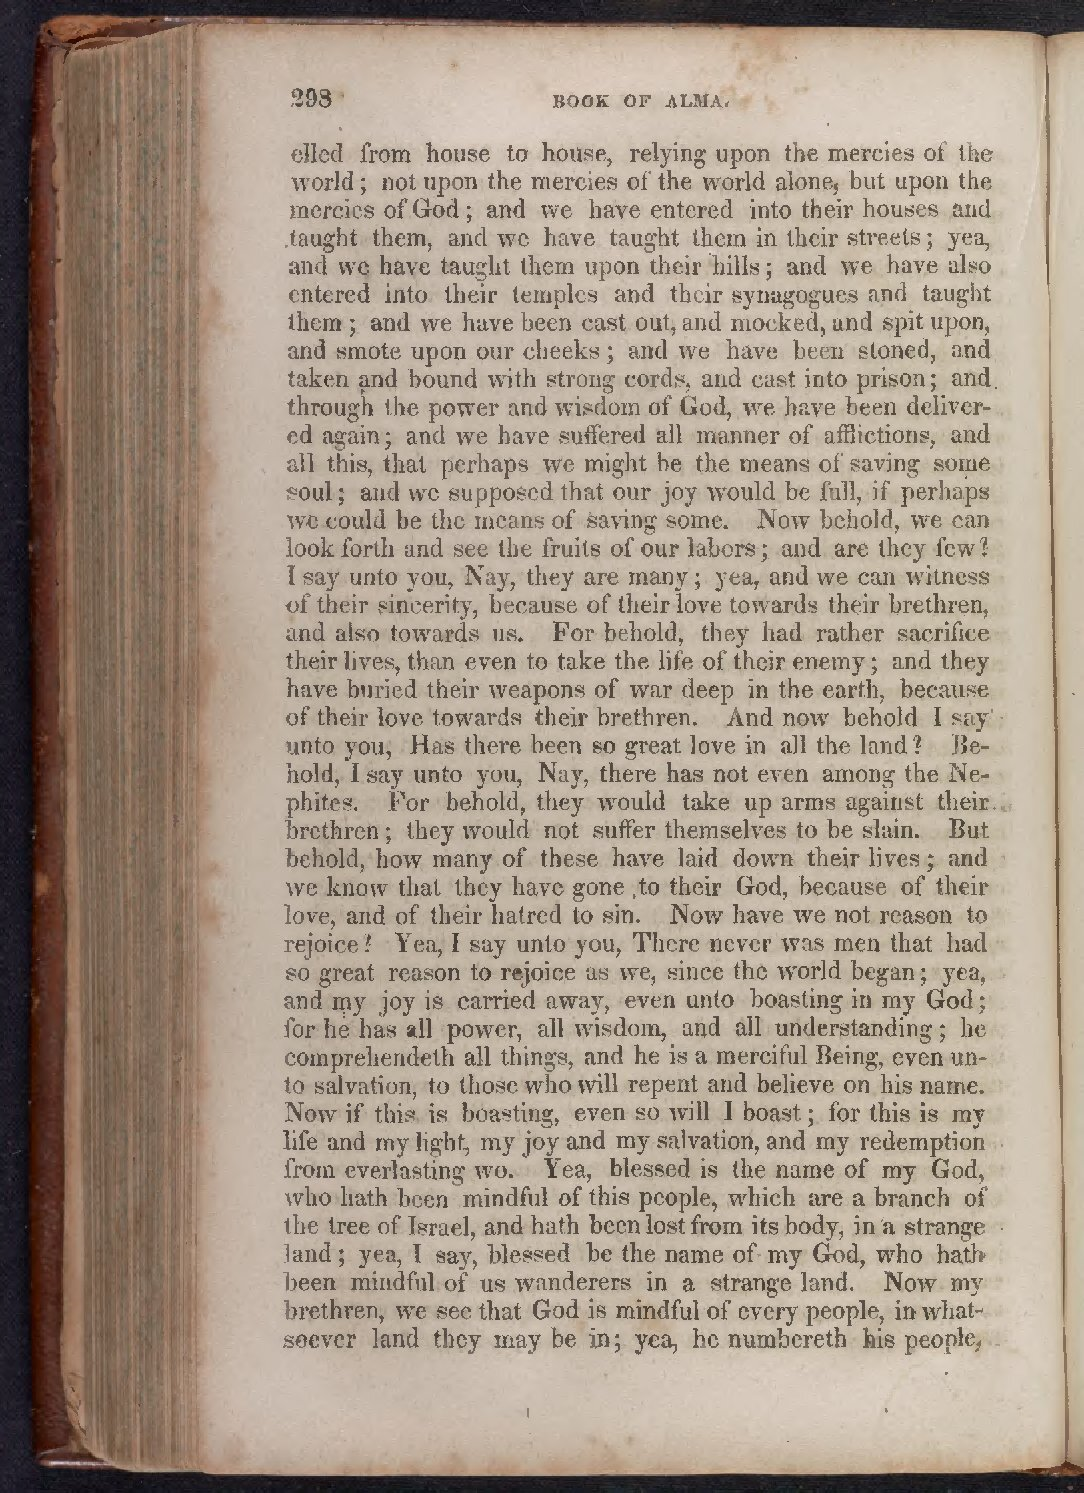 298 BOOK OF ALMA.
elled from house to house, relying upon the mercies of the
world; not upon the mercies of the world alone, but upon the
mercies of God; and we have entered into their houses and
taught them, and we have taught them in their streets; yea,
and we have taught them upon their hills; and we have also
entered into their temples and their synagogues and taught
them; and we have been cast out, and mocked, and spit upon,
and smote upon our cheeks; and we have been stoned, and
taken and bound with strong cords, and cast into prison; and
through the power and wisdom of God, we have been deliver-
ed again; and we have suffered all manner of afflictions, and
all this, that perhaps we might be the means of saving some
soul; and we supposed that our joy would be full, if perhaps
we could be the means of saving some. Now behold, we can
look forth and see the fruits of our labors; and are they few?
I say unto you, Nay, they are many; yea, and we can witness
of their sincerity, because of their love towards their brethren,
and also towards us. For behold, they had rather sacrifice
their lives, than even to take the life of their enemy; and they
have buried their weapons of war deep in the earth, because
of their love towards their brethren. And now behold I say
unto you, Has there been so great love in all the land? Be-
hold, I say unto you, Nay, there has not even among the Ne-
phites. For behold, they would take up arms against their
brethren; they would not suffer themselves to be slain. But
behold, how many of these have laid down their lives; and
we know that they have gone to their God, because of their
love, and of their hatred to sin. Now have we not reason to
rejoice? Yea, I say unto you, There never was men that had
so great reason to rejoice as we, since the world began; yea,
and my joy is carried away, even unto boasting in my God;
for he has all power, all wisdom, and all understanding; he
comprehendeth all things, and he is a merciful Being, even un-
to salvation, to those who will repent and believe on his name.
Now if this is boasting, even so will I boast; for this is my
life and my light, my joy and my salvation, and my redemption
from everlasting wo. Yea, blessed is the name of my God,
who hath been mindful of this people, which are a branch of
the tree of Israel, and hath been lost from its body, in a strange
land; yea, I say, blessed be the name of my God, who hath
been mindful of us wanderers in a strange land. Now my
brethren, we see that God is mindful of every people, in what-
soever land they may be in; yea, he numbereth his people,